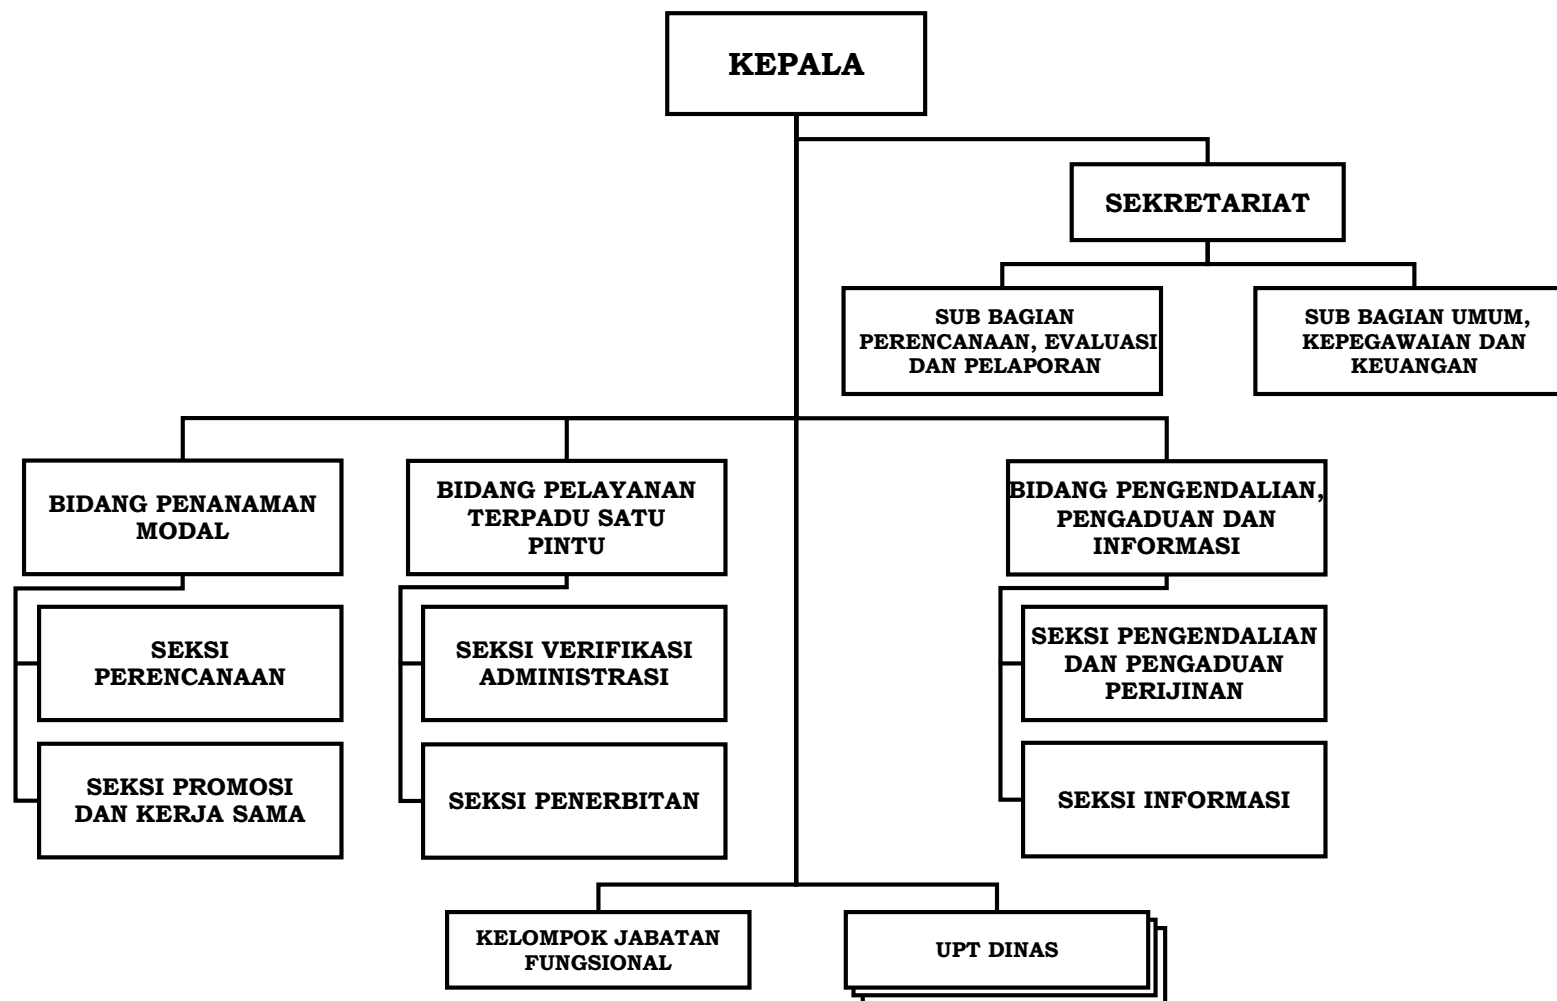 KEPALA
SEKRETARIAT
SUB BAGIAN
PERENCANAAN, EVALUASI
DAN PELAPORAN
SUB BAGIAN UMUM,
KEPEGAWAIAN DAN
KEUANGAN
BIDANG PENANAMAN
MODAL
BIDANG PELAYANAN
TERPADU SATU
PINTU
BIDANG PENGENDALIAN,
PENGADUAN DAN
INFORMASI
SEKSI
PERENCANAAN
SEKSI VERIFIKASI
ADMINISTRASI
SEKSI PENGENDALIAN
DAN PENGADUAN
PERIJINAN
SEKSI PROMOSI
DAN KERJA SAMA
SEKSI PENERBITAN
SEKSI INFORMASI
KELOMPOK JABATAN
FUNGSIONAL
UPT DINAS